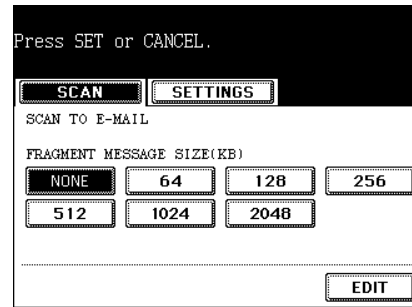 Press SET or CANCEL.
SCAN SETTINGS
SCAN TO E-MAIL
FRAGMENT MESSAGE SIZE(KB)
NONE 64 128 256
512 1024 2048
EDIT